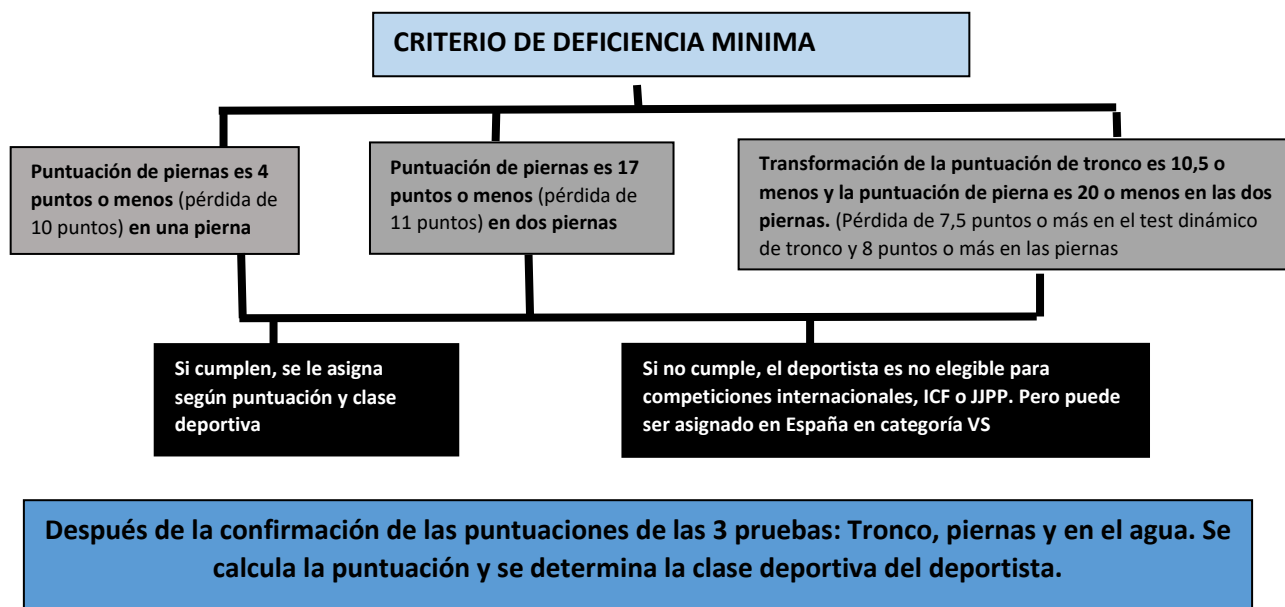 CRITERIO DE DEFICIENCIA MINIMA
Puntuación de piernas es 4
puntos o menos (pérdida de
10 puntos) en una pierna
Puntuación de piernas es 17
puntos o menos (pérdida de
11 puntos) en dos piernas
Transformación de la puntuación de tronco es 10,5 o
menos y la puntuación de pierna es 20 o menos en las dos
piernas. (Pérdida de 7,5 puntos o más en el test dinámico
de tronco y 8 puntos o más en las piernas
Si cumplen, se le asigna
según puntuación y clase
deportiva
Si no cumple, el deportista es no elegible para
competiciones internacionales, ICF o JJPP. Pero puede
ser asignado en España en categoría VS
Después de la confirmación de las puntuaciones de las 3 pruebas: Tronco, piernas y en el agua. Se
calcula la puntuación y se determina la clase deportiva del deportista.